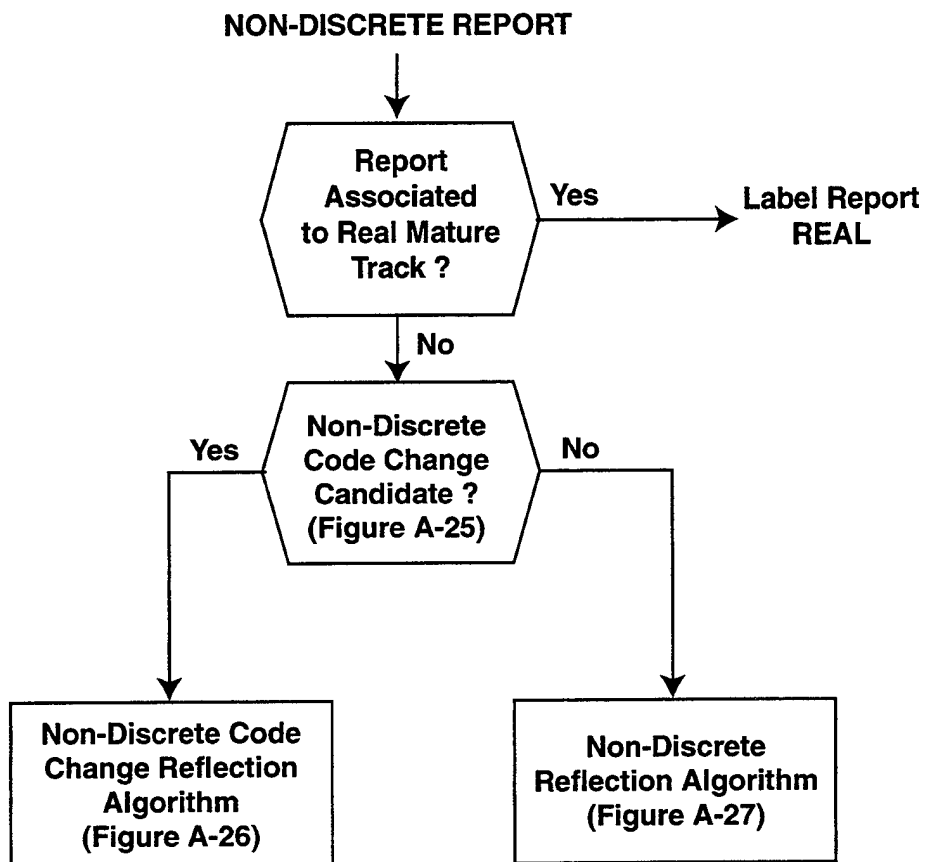 NON-DISCRETE REPORT
Report
Associated
to Real Mature
Track ?
Yes
Label Report
REAL
No
Non-Discrete
Code Change
Candidate ?
(Figure A-25)
Yes
No
Non-Discrete Code
Change Reflection
Algorithm
(Figure A-26)
Non-Discrete
Reflection Algorithm
(Figure A-27)